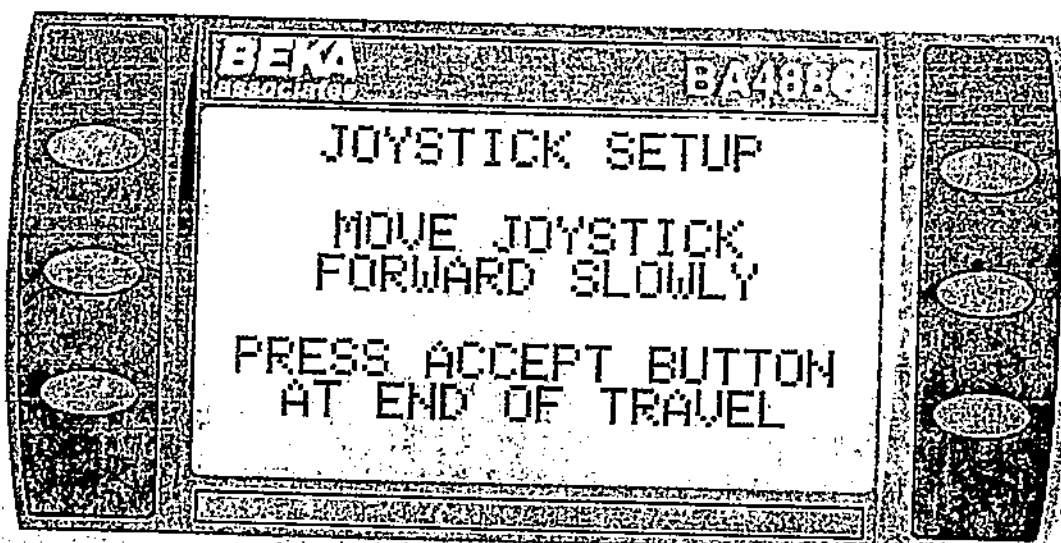 BEKA
associates
BA488C
JOYSTICK SETUP
MOVE JOYSTICK
FORWARD SLOWLY
PRESS ACCEPT BUTTON
AT END OF TRAVEL